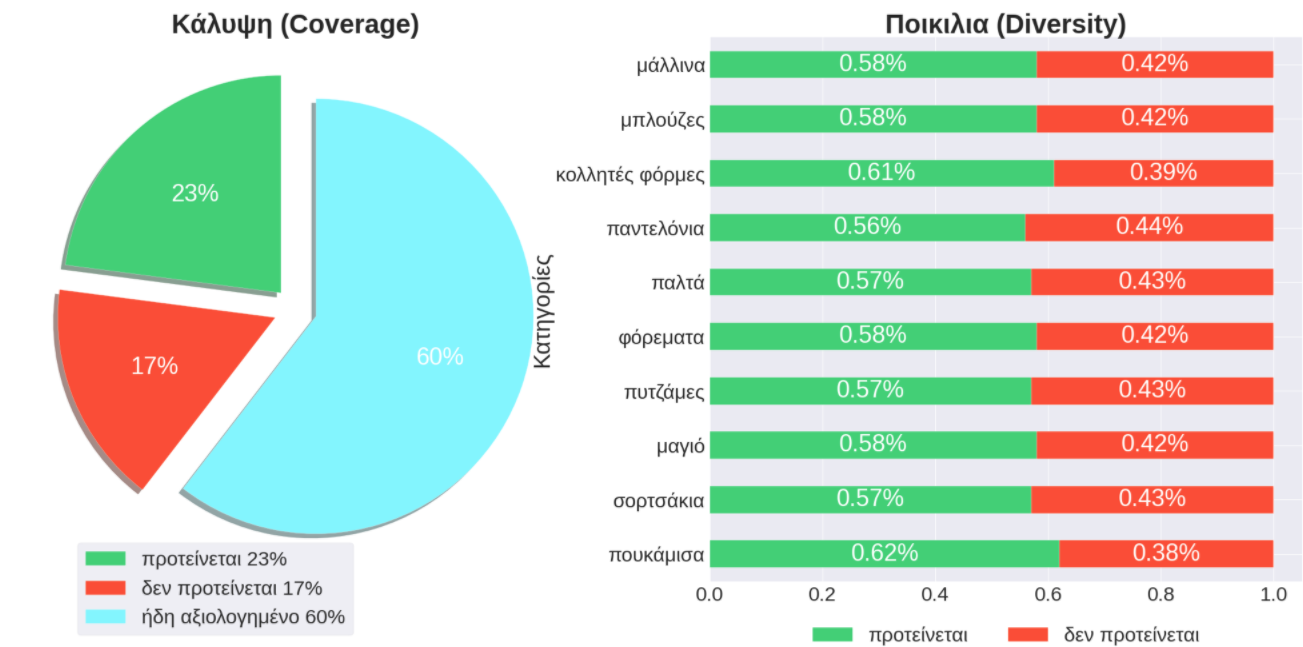 Κάλυψη (Coverage)
23%
17%
60%
προτείνεται 23%
δεν προτείνεται 17%
ήδη αξιολογημένο 60%
Ποικιλια (Diversity)
Κατηγορίες
μάλλινα 0.58% 0.42%
μπλούζες 0.58% 0.42%
κολλητές φόρμες 0.61% 0.39%
παντελόνια 0.56% 0.44%
παλτά 0.57% 0.43%
φόρεματα 0.58% 0.42%
πυτζάμες 0.57% 0.43%
μαγιό 0.58% 0.42%
σορτσάκια 0.57% 0.43%
πουκάμισα 0.62% 0.38%
0.0 0.2 0.4 0.6 0.8 1.0
προτείνεται δεν προτείνεται